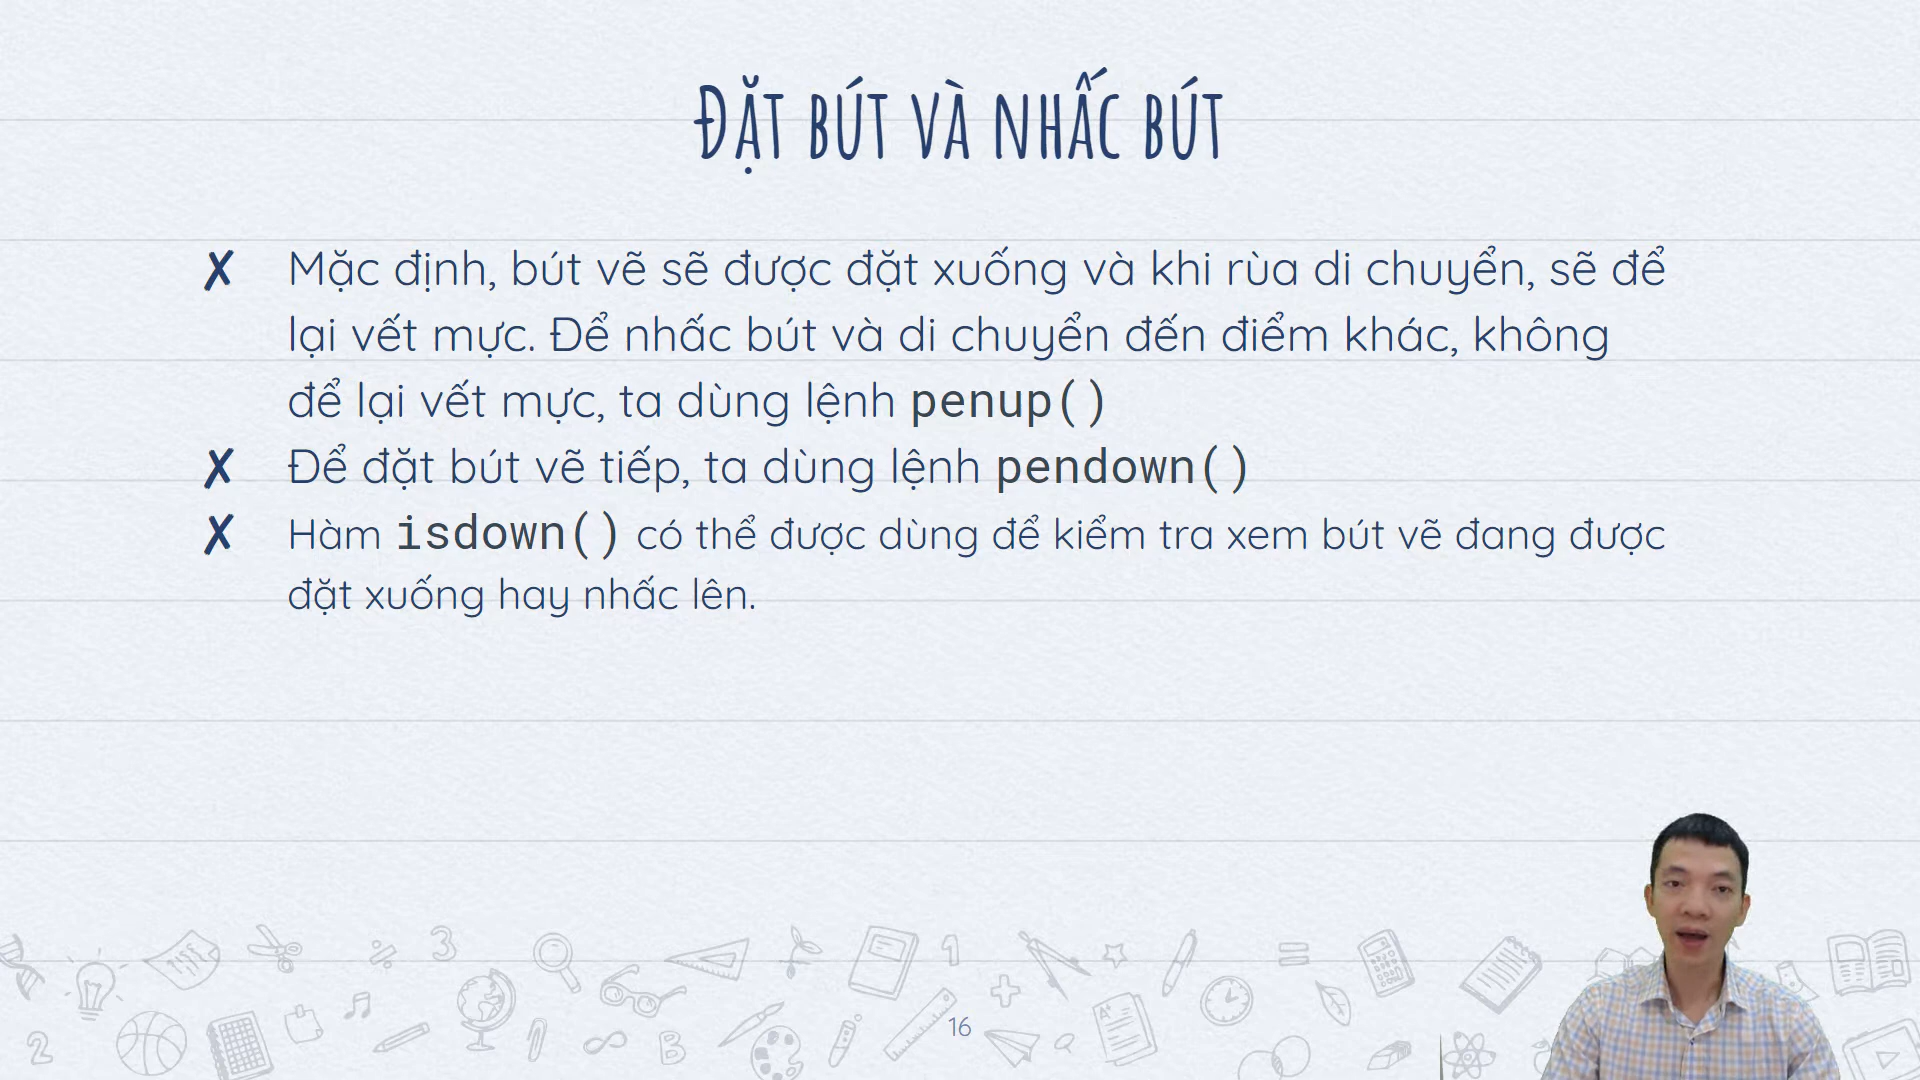 Đặt bút và nhấc bút
✗ Mặc định, bút vẽ sẽ được đặt xuống và khi rùa di chuyển, sẽ để
lại vết mực. Để nhấc bút và di chuyển đến điểm khác, không
để lại vết mực, ta dùng lệnh penup()
✗ Để đặt bút vẽ tiếp, ta dùng lệnh pendown()
✗ Hàm isdown() có thể được dùng để kiểm tra xem bút vẽ đang được
đặt xuống hay nhấc lên.
16